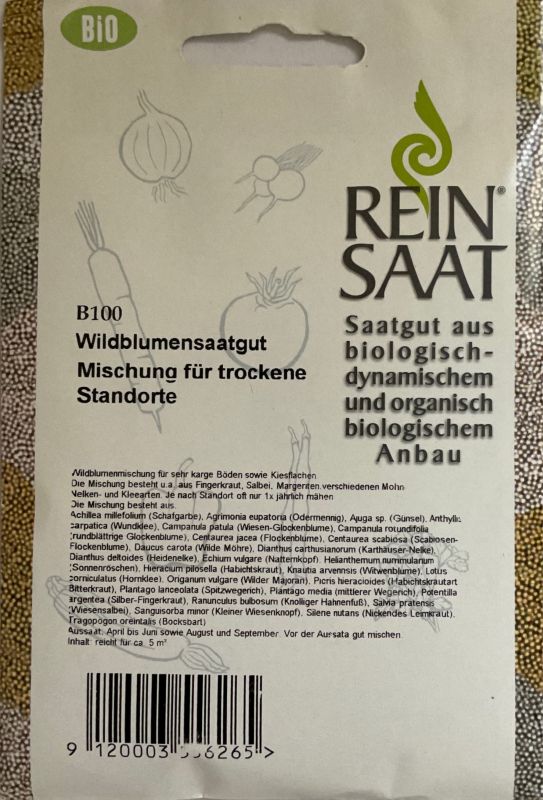 BiO
REIN
SAAT®
Saatgut aus
biologisch-
dynamischem
und organisch
biologischem
Anbau
B100
Wildblumensaatgut
Mischung für trockene
Standorte
Wildblumenmischung für sehr karge Böden sowie Kiesflächen
Die Mischung besteht u.a. aus Fingerkraut, Salbei, Margeriten,verschiedenen Mohn
Nelken- und Kleearten. Je nach Standort oft nur 1x jährlich mähen
Die Mischung besteht aus
Achillea millefolium (Schafgarbe), Agrimonia eupatoria (Odermennig), Ajuga sp. (Günsel), Anthyllis
carpatica (Wundklee), Campanula patula (Wiesen-Glockenblume), Campanula rotundifolia
rundblättrige Glockenblume), Centaurea jacea (Flockenblume), Centaurea scabiosa (Scabiosen-
Flockenblume), Daucus carota (Wilde Möhre), Dianthus carthusianorum (Karthäuser-Nelke),
Dianthus deltoides (Heidenelke), Echium vulgare (Natternkopf), Helianthemum nummularium
(Sonnenröschen), Hieracium pilosella (Habichtskraut), Knautia arvernsis (Witwenblume), Lotus
corniculatus (Hornklee), Origanum vulgare (Wilder Majoran), Picris hieracioides (Habichtskrautart
Bitterkraut), Plantago lanceolata (Spitzwegerich), Plantago media (mittlerer Wegerich), Potentilla
argentea (Silber-Fingerkraut), Ranunculus bulbosum (Knolliger Hahnenfuß), Salvia pratensis
(Wiesensalbei), Sanguisorba minor (Kleiner Wiesenknopf), Silene nutans (Nickendes Leimkraut),
Tragopogon oreintalis (Bocksbart)
Aussaat: April bis Juni sowie August und September. Vor der Aursata gut mischen.
Inhalt: reicht für ca. 5 m²
9 120003 6265 >